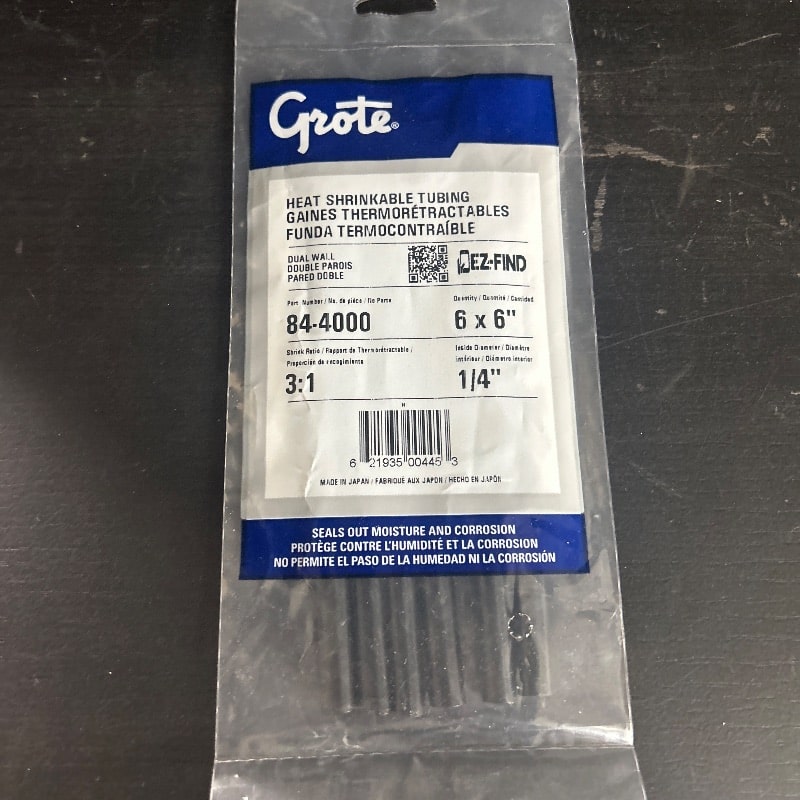 Grote®
HEAT SHRINKABLE TUBING
GAINES THERMORÉTRACTABLES
FUNDA TERMOCONTRAÍBLE
DUAL WALL
DOUBLE PAROIS
PARED DOBLE
EZ-FIND
Part Number / No. de pièce / No Parte
84-4000
Quantity / Quantité / Cantidad
6 x 6"
Shrink Ratio / Rapport de Thermorétractable /
Proporción de encogimiento
3:1
Inside Diameter / Diamètre
intérieur / Diámetro interior
1/4"
H
6 21935 00445 3
MADE IN JAPAN / FABRIQUÉ AUX JAPON / HECHO EN JAPÓN
SEALS OUT MOISTURE AND CORROSION
PROTÈGE CONTRE L'HUMIDITÉ ET LA CORROSION
NO PERMITE EL PASO DE LA HUMEDAD NI LA CORROSIÓN